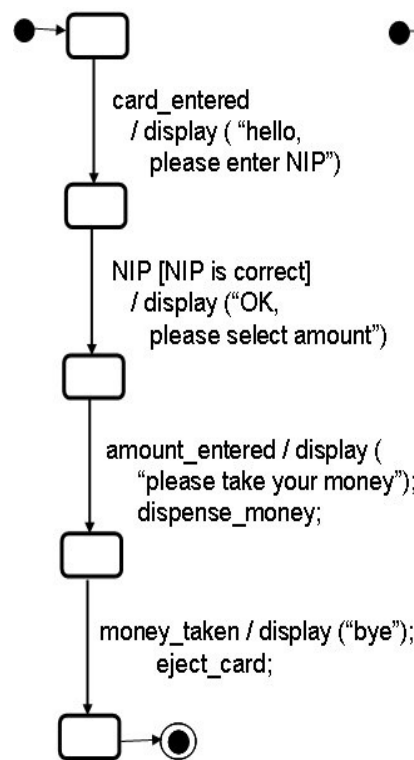 card_entered
/ display ( “hello,
please enter NIP”)
NIP [NIP is correct]
/ display (“OK,
please select amount”)
amount_entered / display (
“please take your money”);
dispense_money;
money_taken / display (“bye”);
eject_card;